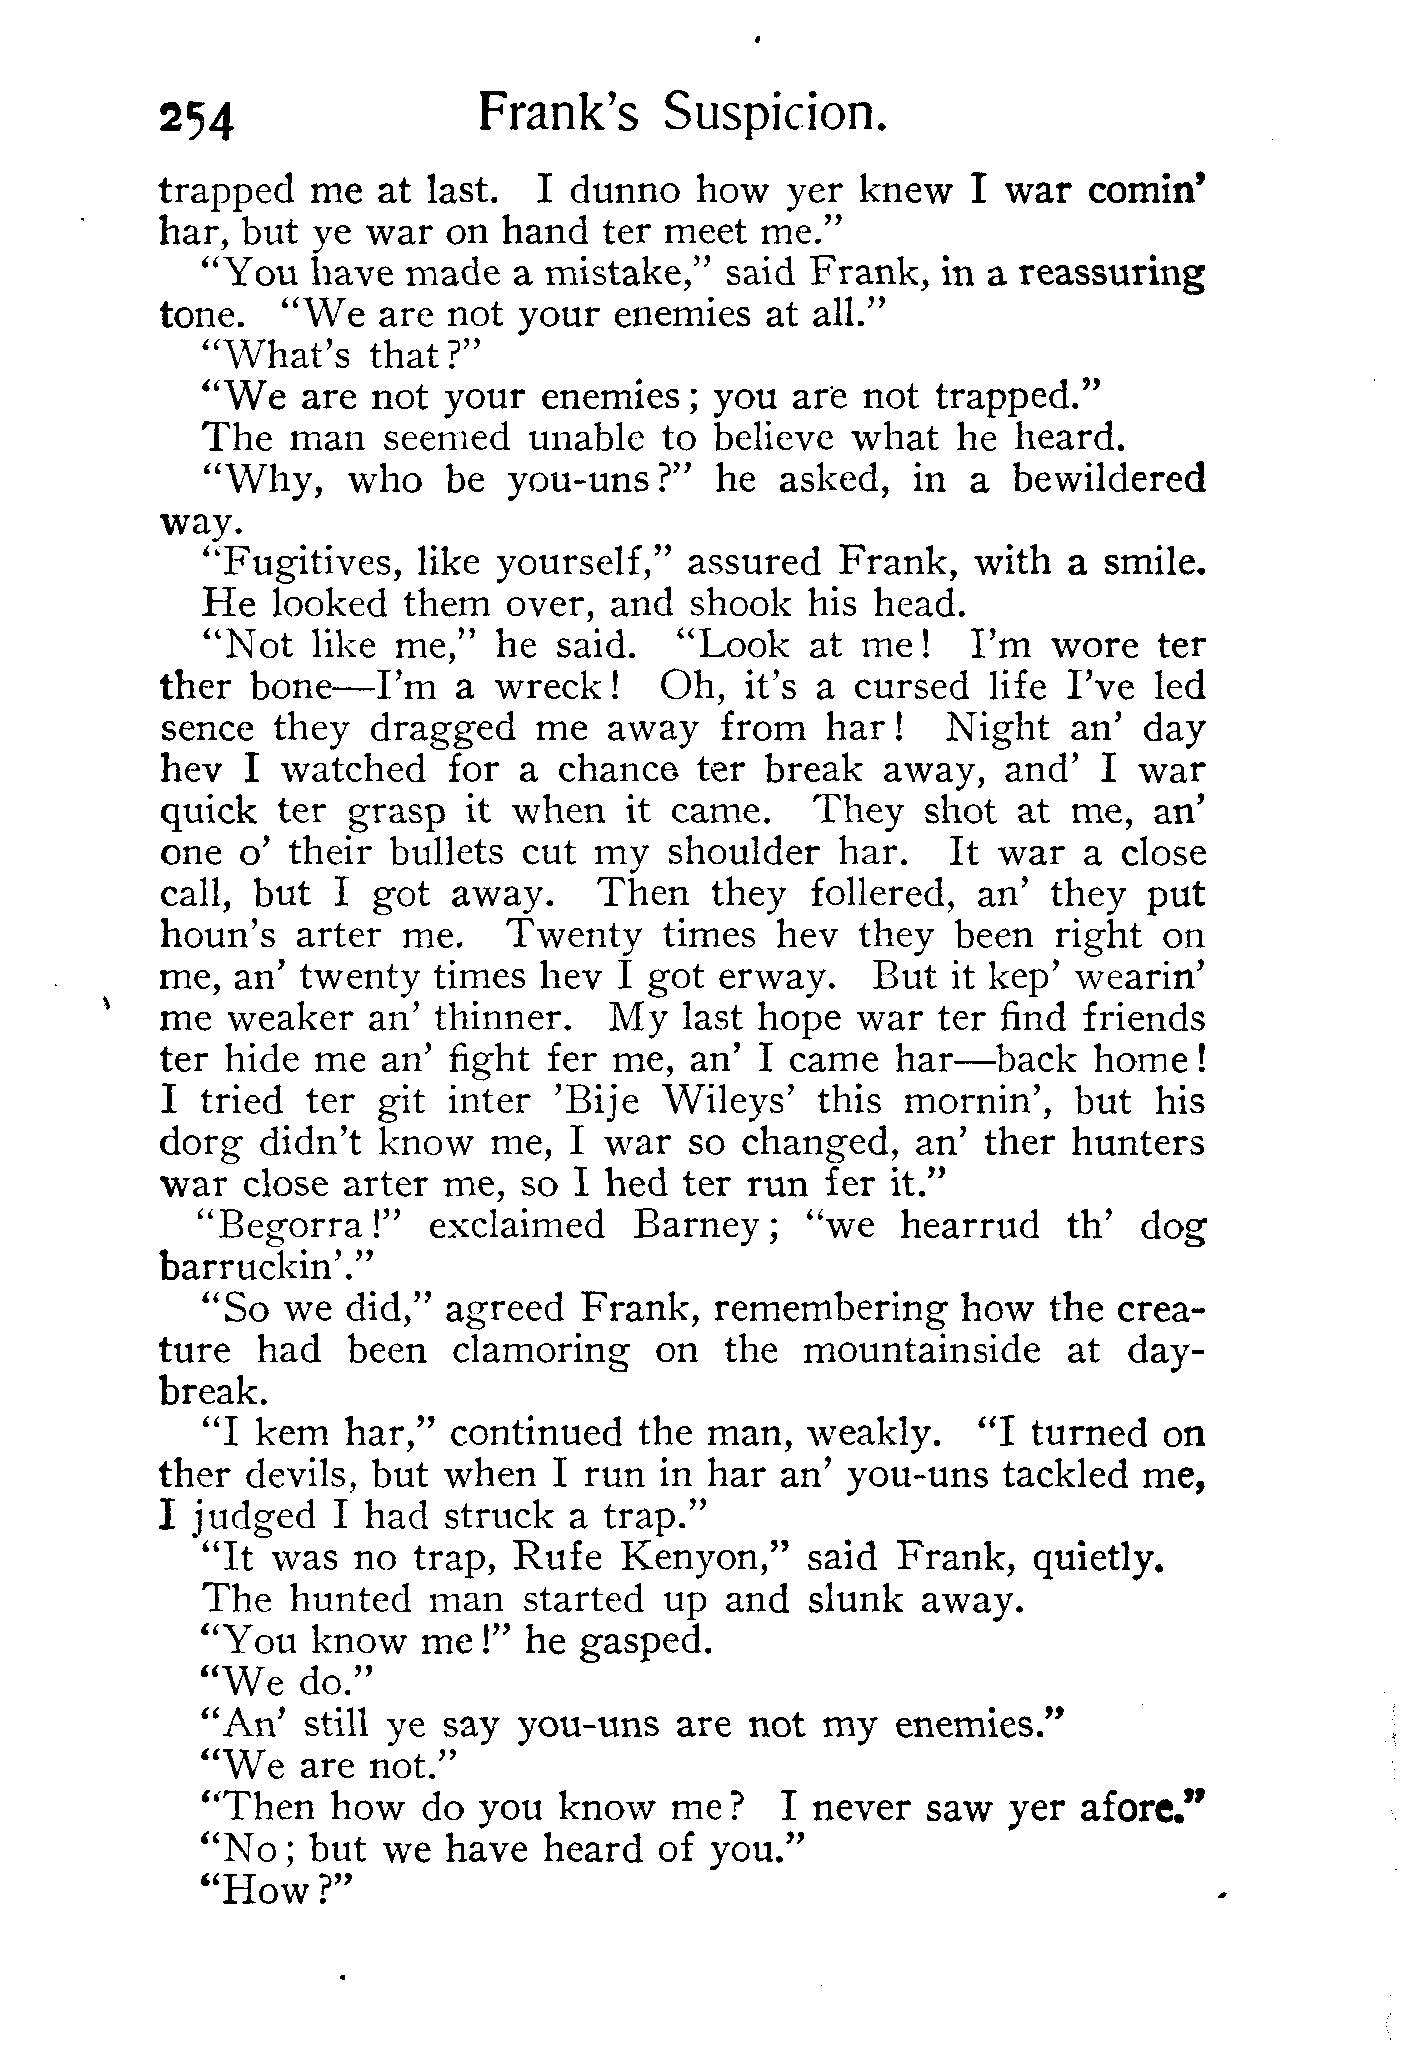 254 Frank's Suspicion.
trapped me at last. I dunno how yer knew I war comin'
har, but ye war on hand ter meet me."
"You have made a mistake," said Frank, in a reassuring
tone. "We are not your enemies at all."
"What's that?"
"We are not your enemies; you are not trapped."
The man seemed unable to believe what he heard.
"Why, who be you-uns?" he asked, in a bewildered
way.
"Fugitives, like yourself," assured Frank, with a smile.
He looked them over, and shook his head.
"Not like me," he said. "Look at me! I'm wore ter
ther bone—I'm a wreck! Oh, it's a cursed life I've led
sence they dragged me away from har! Night an' day
hev I watched for a chance ter break away, and' I war
quick ter grasp it when it came. They shot at me, an'
one o' their bullets cut my shoulder har. It war a close
call, but I got away. Then they follered, an' they put
houn's arter me. Twenty times hev they been right on
me, an' twenty times hev I got erway. But it kep' wearin'
me weaker an' thinner. My last hope war ter find friends
ter hide me an' fight fer me, an' I came har—back home!
I tried ter git inter 'Bije Wileys' this mornin', but his
dorg didn't know me, I war so changed, an' ther hunters
war close arter me, so I hed ter run fer it."
"Begorra!" exclaimed Barney; "we hearrud th' dog
barruckin'."
"So we did," agreed Frank, remembering how the crea-
ture had been clamoring on the mountainside at day-
break.
"I kem har," continued the man, weakly. "I turned on
ther devils, but when I run in har an' you-uns tackled me,
I judged I had struck a trap."
"It was no trap, Rufe Kenyon," said Frank, quietly.
The hunted man started up and slunk away.
"You know me!" he gasped.
"We do."
"An' still ye say you-uns are not my enemies."
"We are not."
"Then how do you know me? I never saw yer afore."
"No; but we have heard of you."
"How?"